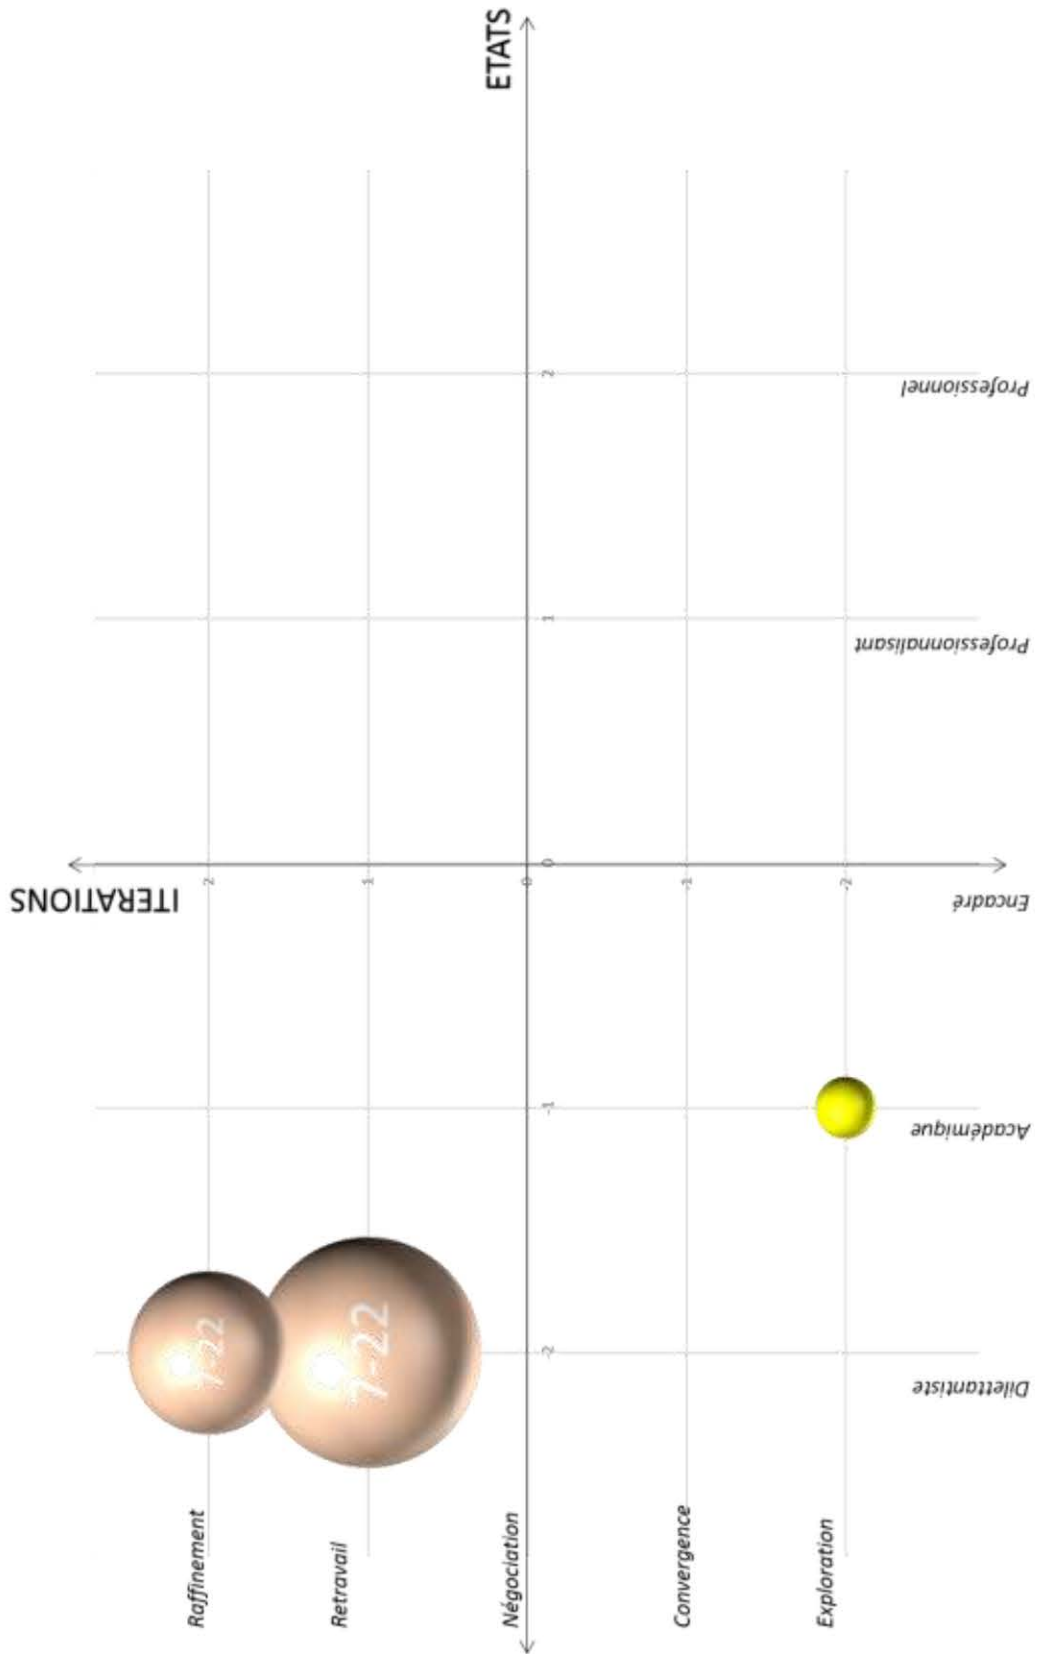 ETATS
ITERATIONS
Raffinement
Retravail
Négociation
Convergence
Exploration
2
1
0
-1
-2
-2
-1
0
1
2
Dilettantiste
Académique
Encadré
Professionnalisant
Professionnel
7-22
7-22